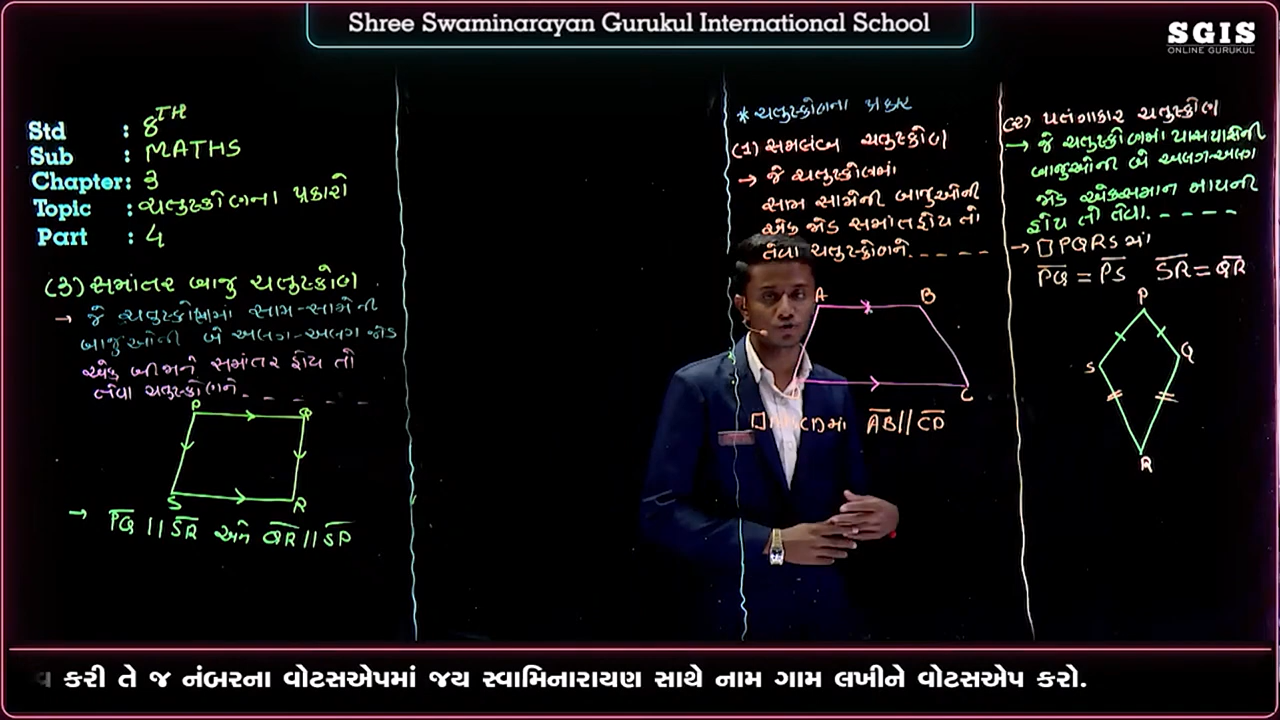 Shree Swaminarayan Gurukul International School
SGIS
ONLINE GURUKUL
Std : 8TH
Sub : MATHS
Chapter: 3
Topic : ચતુષ્કોણના પ્રકારો
Part : 4
(3) સમાંતર બાજુ ચતુષ્કોણ
→ જે ચતુષ્કોણમાં સામ-સામેની
બાજુઓની બે અલગ-અલગ જોડ
એક બીજાને સમાંતર હોય તો
તેવા ચતુષ્કોણને - - - - - -
P Q
S R
→ PQ || SR અને QR || SP
* ચતુષ્કોણના પ્રકાર
(1) સમલંબ ચતુષ્કોણ
→ જે ચતુષ્કોણમાં
સામ સામેની બાજુઓની
એક જોડ સમાંતર હોય તો
તેવા ચતુષ્કોણને - - - -
A B
C
માં AB || CD
(2) પતંગાકાર ચતુષ્કોણ
→ જે ચતુષ્કોણમાં પાસપાસેની
બાજુઓની બે અલગ-અલગ
જોડ એકસમાન માપની
હોય તો તેવા - - - -
→ □PQRS માં
PQ = PS SR = QR
P
S Q
R
કરી તે જ નંબરના વોટસએપમાં જય સ્વામિનારાયણ સાથે નામ ગામ લખીને વોટસએપ કરો.